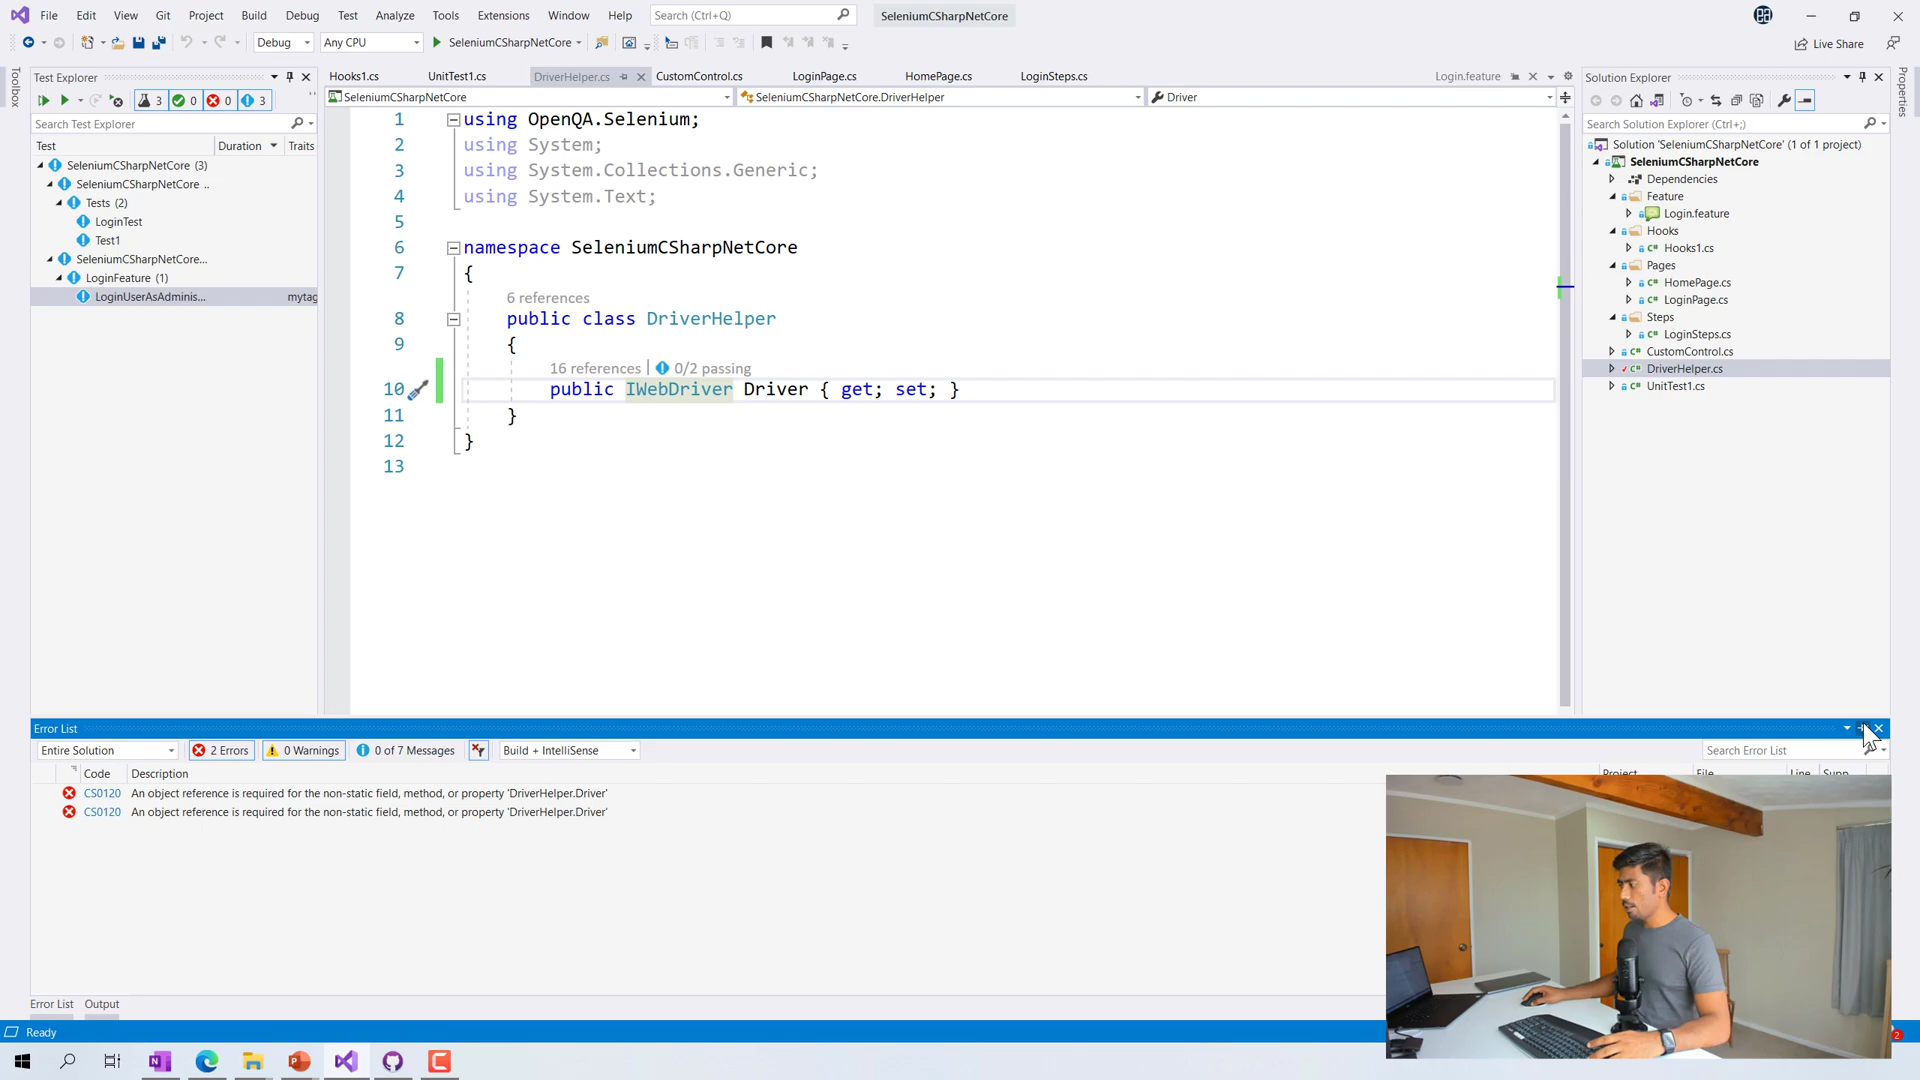 File Edit View Git Project Build Debug Test Analyze Tools Extensions Window Help Search (Ctrl+Q) SeleniumCSharpNetCore
Debug Any CPU SeleniumCSharpNetCore Live Share
Toolbox
Test Explorer
3 0 0 3
Search Test Explorer
Test Duration Traits
SeleniumCSharpNetCore (3)
SeleniumCSharpNetCore ..
Tests (2)
LoginTest
Test1
SeleniumCSharpNetCore...
LoginFeature (1)
LoginUserAsAdminis... mytag
Hooks1.cs UnitTest1.cs DriverHelper.cs CustomControl.cs LoginPage.cs HomePage.cs LoginSteps.cs Login.feature
SeleniumCSharpNetCore SeleniumCSharpNetCore.DriverHelper Driver
1 using OpenQA.Selenium;
2 using System;
3 using System.Collections.Generic;
4 using System.Text;
5
6 namespace SeleniumCSharpNetCore
7 {
6 references
8 public class DriverHelper
9 {
16 references | 0/2 passing
10 public IWebDriver Driver { get; set; }
11 }
12 }
13
Solution Explorer
Search Solution Explorer (Ctrl+;)
Solution 'SeleniumCSharpNetCore' (1 of 1 project)
SeleniumCSharpNetCore
Dependencies
Feature
Login.feature
Hooks
Hooks1.cs
Pages
HomePage.cs
LoginPage.cs
Steps
LoginSteps.cs
CustomControl.cs
DriverHelper.cs
UnitTest1.cs
Properties
Error List
Entire Solution 2 Errors 0 Warnings 0 of 7 Messages Build + IntelliSense Search Error List
Code Description Project File Line Supp
CS0120 An object reference is required for the non-static field, method, or property 'DriverHelper.Driver'
CS0120 An object reference is required for the non-static field, method, or property 'DriverHelper.Driver'
Error List Output
Ready 2